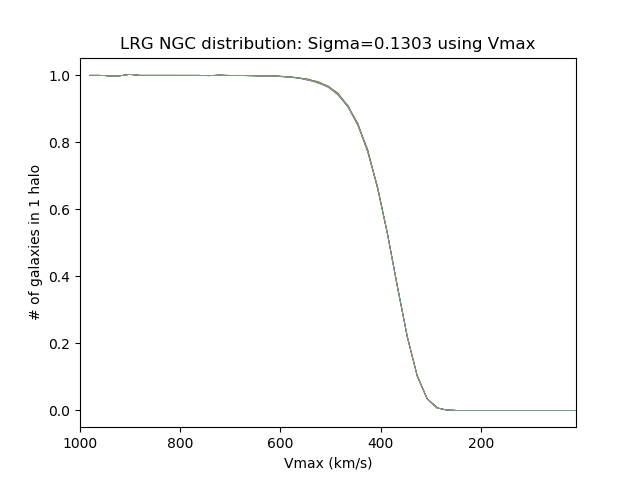 LRG NGC distribution: Sigma=0.1303 using Vmax
1.0
0.8
0.6
0.4
0.2
0.0
# of galaxies in 1 halo
1000 800 600 400 200
Vmax (km/s)